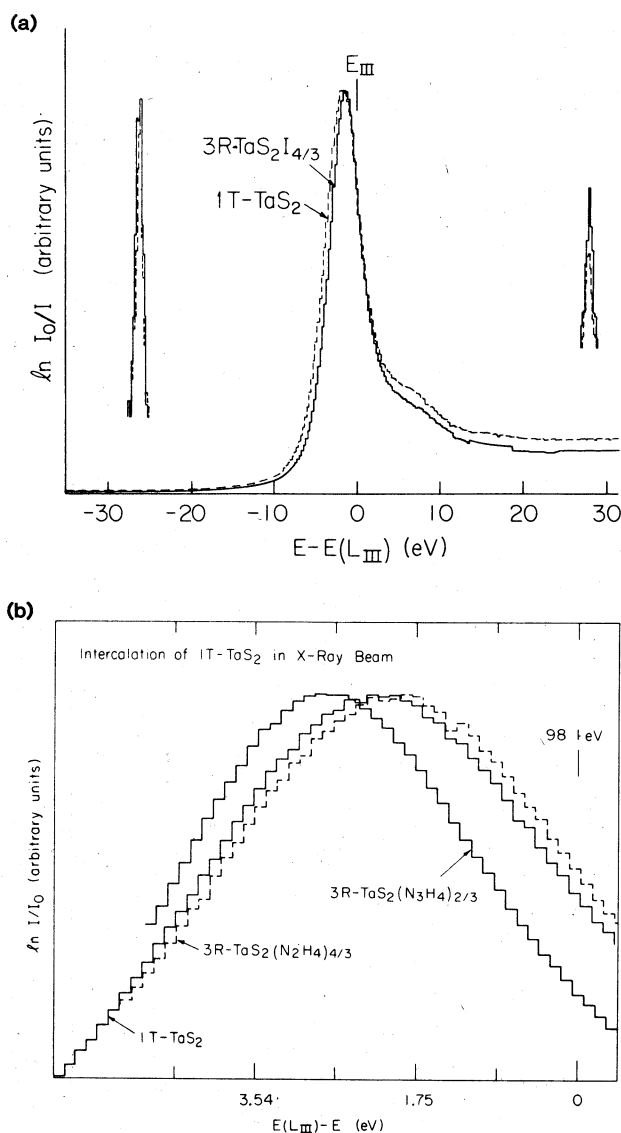 (a)
E_III
3R-TaS₂I₄/₃
1T-TaS₂
ln I₀/I (arbitrary units)
-30 -20 -10 0 10 20 30
E-E(L_III) (eV)
(b)
Intercalation of 1T-TaS₂ in X-Ray Beam
98 eV
3R-TaS₂(N₃H₄)₂/₃
3R-TaS₂(N₂H₄)₄/₃
1T-TaS₂
ln I/I₀ (arbitrary units)
3.54 1.75 0
E(L_III)-E (eV)